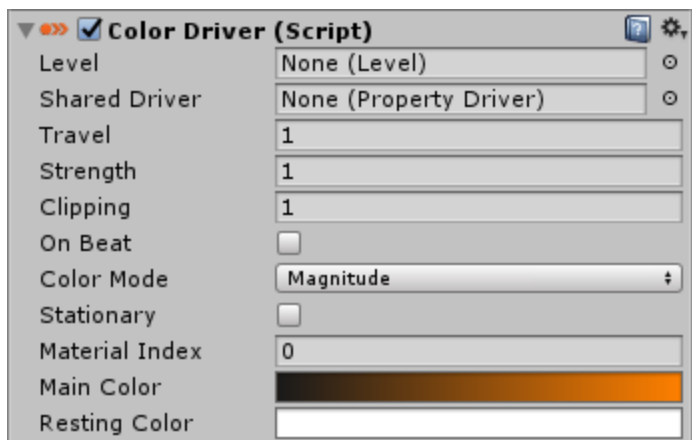 Color Driver (Script)
Level None (Level)
Shared Driver None (Property Driver)
Travel 1
Strength 1
Clipping 1
On Beat
Color Mode Magnitude
Stationary
Material Index 0
Main Color
Resting Color